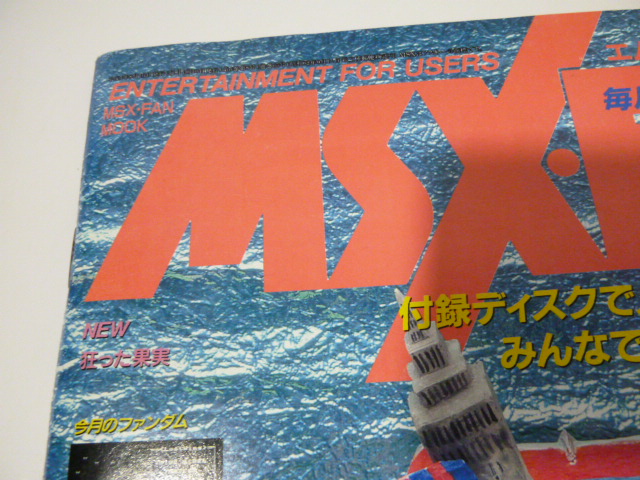 ENTERTAINMENT FOR USERS
MSX・FAN
MOOK
MSX・
エ
毎
付録ディスクで
みんなで
NEW
狂った果実
今月のファンダム